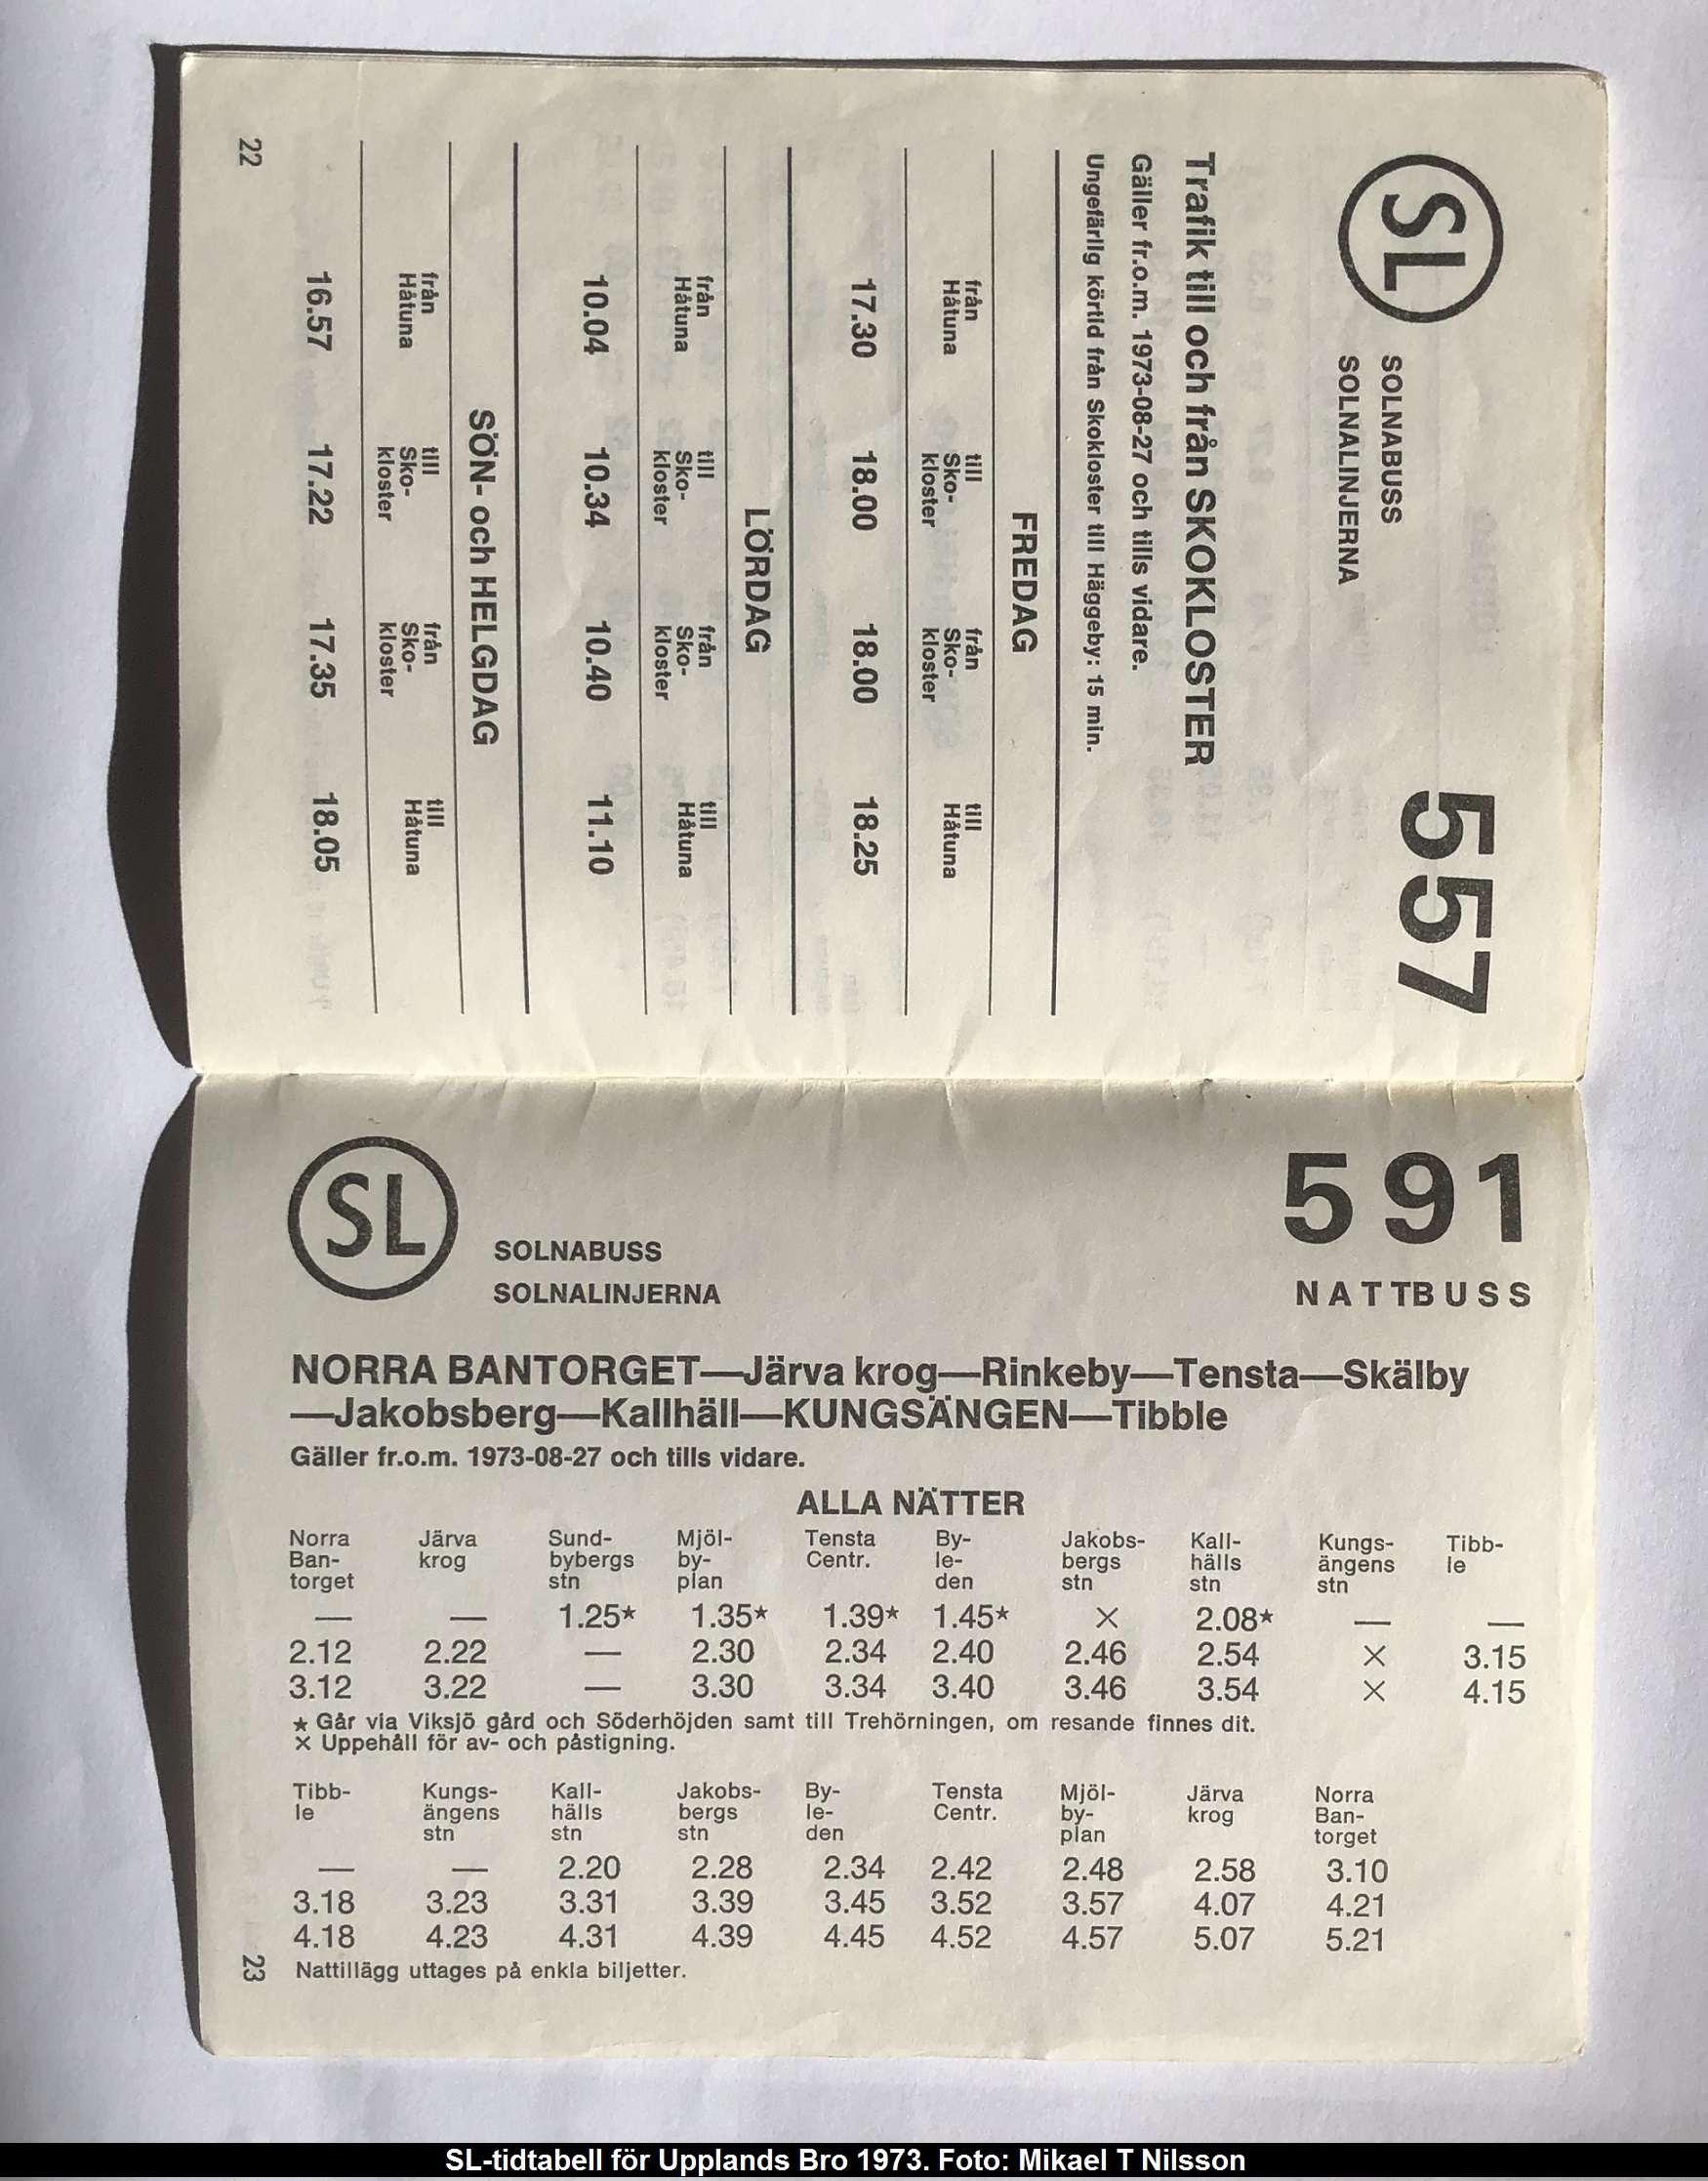 SL
SOLNABUSS
SOLNALINJERNA
557
Trafik till och från SKOKLOSTER
Gäller fr.o.m. 1973-08-27 och tills vidare.
Ungefärlig körtid från Skokloster till Häggeby: 15 min.
FREDAG
från Håtuna till Sko-kloster från Sko-kloster till Håtuna
17.30 18.00 18.00 18.25
LÖRDAG
från Håtuna till Sko-kloster från Sko-kloster till Håtuna
10.04 10.34 10.40 11.10
SÖN- och HELGDAG
från Håtuna till Sko-kloster från Sko-kloster till Håtuna
16.57 17.22 17.35 18.05
22
SL
SOLNABUSS
SOLNALINJERNA
591
NATTBUSS
NORRA BANTORGET—Järva krog—Rinkeby—Tensta—Skälby
—Jakobsberg—Kallhäll—KUNGSÄNGEN—Tibble
Gäller fr.o.m. 1973-08-27 och tills vidare.
ALLA NÄTTER
Norra Järva Sund- Mjöl- Tensta By- Jakobs- Kall- Kungs- Tibb-
Ban- krog bybergs by- Centr. le- bergs hälls ängens le
torget stn plan den stn stn stn
— — 1.25★ 1.35★ 1.39★ 1.45★ × 2.08★ — —
2.12 2.22 — 2.30 2.34 2.40 2.46 2.54 × 3.15
3.12 3.22 — 3.30 3.34 3.40 3.46 3.54 × 4.15
★ Går via Viksjö gård och Söderhöjden samt till Trehörningen, om resande finnes dit.
× Uppehåll för av- och påstigning.
Tibb- Kungs- Kall- Jakobs- By- Tensta Mjöl- Järva Norra
le ängens hälls bergs le- Centr. by- krog Ban-
stn stn stn den plan torget
— — 2.20 2.28 2.34 2.42 2.48 2.58 3.10
3.18 3.23 3.31 3.39 3.45 3.52 3.57 4.07 4.21
4.18 4.23 4.31 4.39 4.45 4.52 4.57 5.07 5.21
Nattillägg uttages på enkla biljetter.
23
SL-tidtabell för Upplands Bro 1973. Foto: Mikael T Nilsson